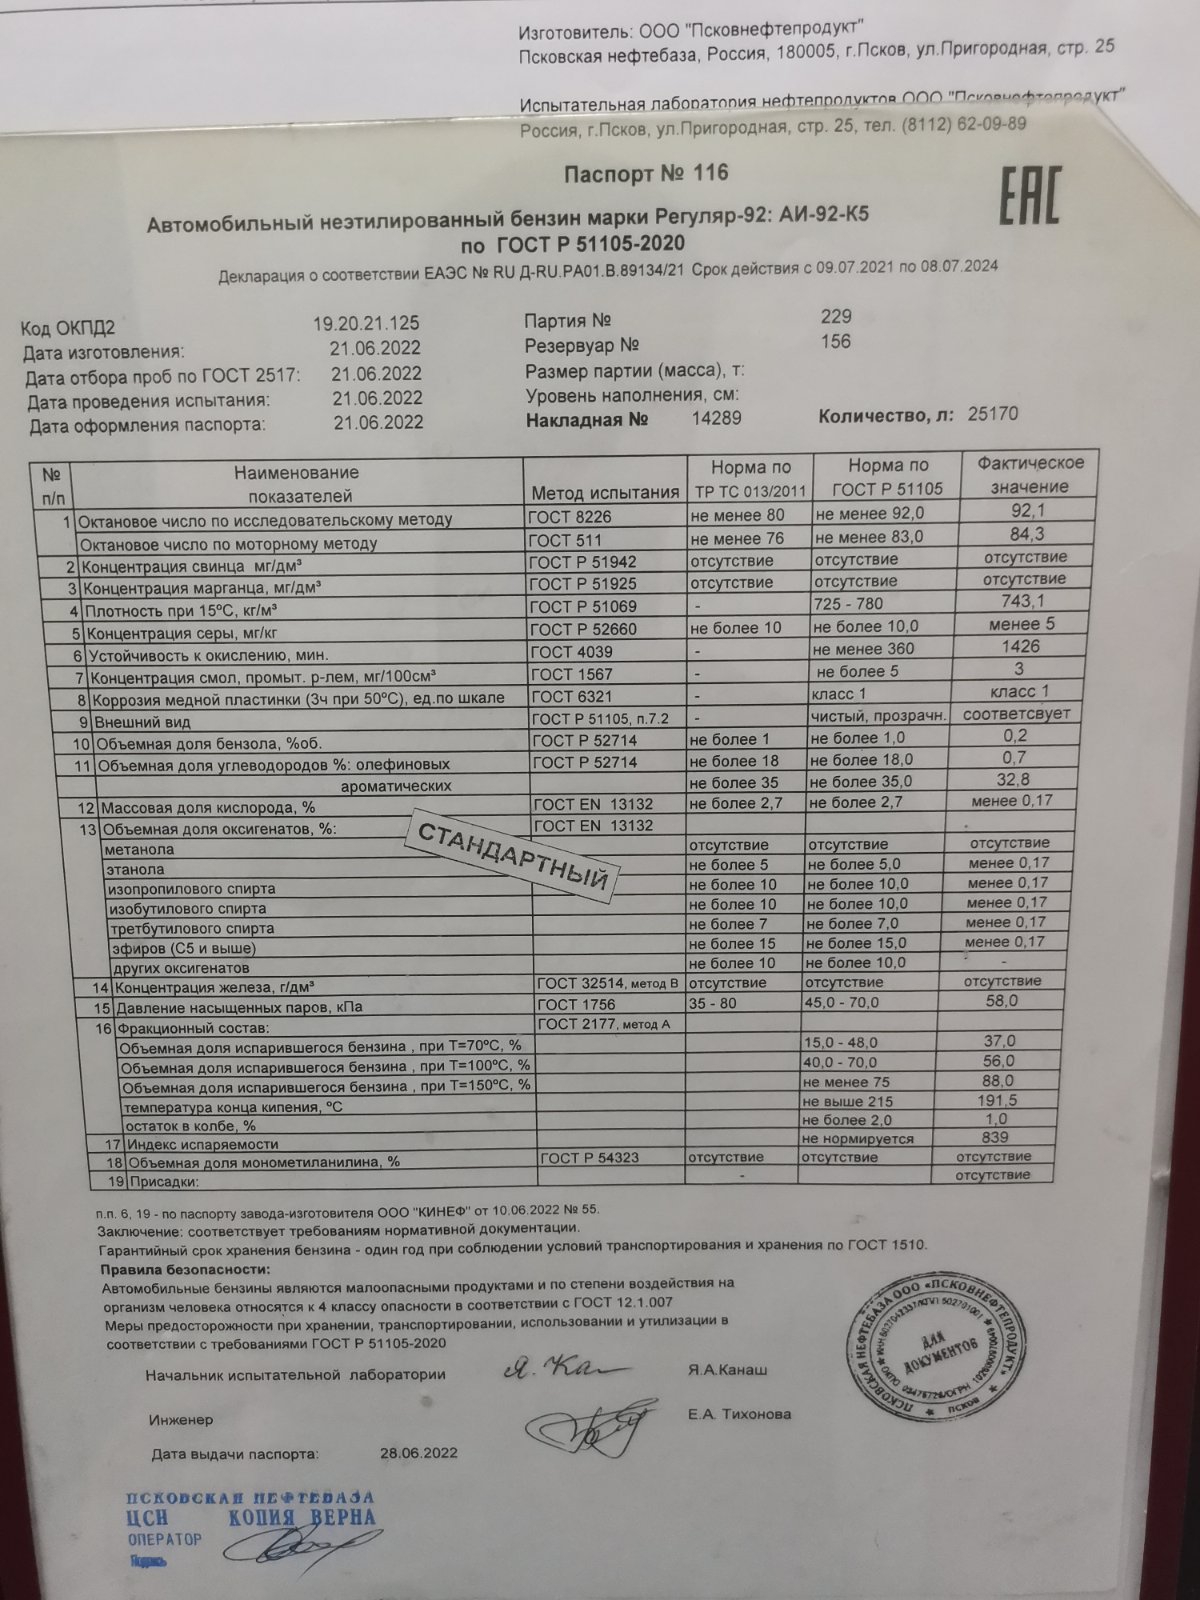 Изготовитель: ООО "Псковнефтепродукт"
Псковская нефтебаза, Россия, 180005, г.Псков, ул.Пригородная, стр. 25
Испытательная лаборатория нефтепродуктов ООО "Псковнефтепродукт"
Россия, г.Псков, ул.Пригородная, стр. 25, тел. (8112) 62-09-89
Паспорт № 116
EAC
Автомобильный неэтилированный бензин марки Регуляр-92: АИ-92-К5
по ГОСТ Р 51105-2020
Декларация о соответствии ЕАЭС № RU Д-RU.РА01.В.89134/21 Срок действия с 09.07.2021 по 08.07.2024
Код ОКПД2 19.20.21.125 Партия № 229
Дата изготовления: 21.06.2022 Резервуар № 156
Дата отбора проб по ГОСТ 2517: 21.06.2022 Размер партии (масса), т:
Дата проведения испытания: 21.06.2022 Уровень наполнения, см:
Дата оформления паспорта: 21.06.2022 Накладная № 14289 Количество, л: 25170
№ п/п Наименование показателей Метод испытания Норма по ТР ТС 013/2011 Норма по ГОСТ Р 51105 Фактическое значение
1 Октановое число по исследовательскому методу ГОСТ 8226 не менее 80 не менее 92,0 92,1
Октановое число по моторному методу ГОСТ 511 не менее 76 не менее 83,0 84,3
2 Концентрация свинца мг/дм³ ГОСТ Р 51942 отсутствие отсутствие отсутствие
3 Концентрация марганца, мг/дм³ ГОСТ Р 51925 отсутствие отсутствие отсутствие
4 Плотность при 15ºС, кг/м³ ГОСТ Р 51069 - 725 - 780 743,1
5 Концентрация серы, мг/кг ГОСТ Р 52660 не более 10 не более 10,0 менее 5
6 Устойчивость к окислению, мин. ГОСТ 4039 - не менее 360 1426
7 Концентрация смол, промыт. р-лем, мг/100см³ ГОСТ 1567 - не более 5 3
8 Коррозия медной пластинки (3ч при 50ºС), ед.по шкале ГОСТ 6321 - класс 1 класс 1
9 Внешний вид ГОСТ Р 51105, п.7.2 - чистый, прозрачн. соответсвует
10 Объемная доля бензола, %об. ГОСТ Р 52714 не более 1 не более 1,0 0,2
11 Объемная доля углеводородов %: олефиновых ГОСТ Р 52714 не более 18 не более 18,0 0,7
ароматических не более 35 не более 35,0 32,8
12 Массовая доля кислорода, % ГОСТ EN 13132 не более 2,7 не более 2,7 менее 0,17
13 Объемная доля оксигенатов, %: ГОСТ EN 13132 -
метанола отсутствие отсутствие отсутствие
этанола не более 5 не более 5,0 менее 0,17
СТАНДАРТНЫЙ
изопропилового спирта не более 10 не более 10,0 менее 0,17
изобутилового спирта не более 10 не более 10,0 менее 0,17
третбутилового спирта не более 7 не более 7,0 менее 0,17
эфиров (С5 и выше) не более 15 не более 15,0 менее 0,17
других оксигенатов не более 10 не более 10,0 -
14 Концентрация железа, г/дм³ ГОСТ 32514, метод В отсутствие отсутствие отсутствие
15 Давление насыщенных паров, кПа ГОСТ 1756 35 - 80 45,0 - 70,0 58,0
16 Фракционный состав: ГОСТ 2177, метод А
Объемная доля испарившегося бензина , при Т=70ºС, % 15,0 - 48,0 37,0
Объемная доля испарившегося бензина , при Т=100ºС, % 40,0 - 70,0 56,0
Объемная доля испарившегося бензина , при Т=150ºС, % не менее 75 88,0
температура конца кипения, ºС не выше 215 191,5
остаток в колбе, % не более 2,0 1,0
17 Индекс испаряемости не нормируется 839
18 Объемная доля монометиланилина, % ГОСТ Р 54323 отсутствие отсутствие отсутствие
19 Присадки: - отсутствие
п.п. 6, 19 - по паспорту завода-изготовителя ООО "КИНЕФ" от 10.06.2022 № 55.
Заключение: соответствует требованиям нормативной документации.
Гарантийный срок хранения бензина - один год при соблюдении условий транспортирования и хранения по ГОСТ 1510.
Правила безопасности:
Автомобильные бензины являются малоопасными продуктами и по степени воздействия на
организм человека относятся к 4 классу опасности в соответствии с ГОСТ 12.1.007
Меры предосторожности при хранении, транспортировании, использовании и утилизации в
соответствии с требованиями ГОСТ Р 51105-2020
Начальник испытательной лаборатории Я.А.Канаш
Инженер Е.А. Тихонова
Дата выдачи паспорта: 28.06.2022
ПСКОВСКАЯ НЕФТЕБАЗА ООО «ПСКОВНЕФТЕПРОДУКТ»
ПСКОВ
ДЛЯ
ДОКУМЕНТОВ
ПСКОВСКАЯ НЕФТЕБАЗА
ЦСН КОПИЯ ВЕРНА
ОПЕРАТОР
Подпись